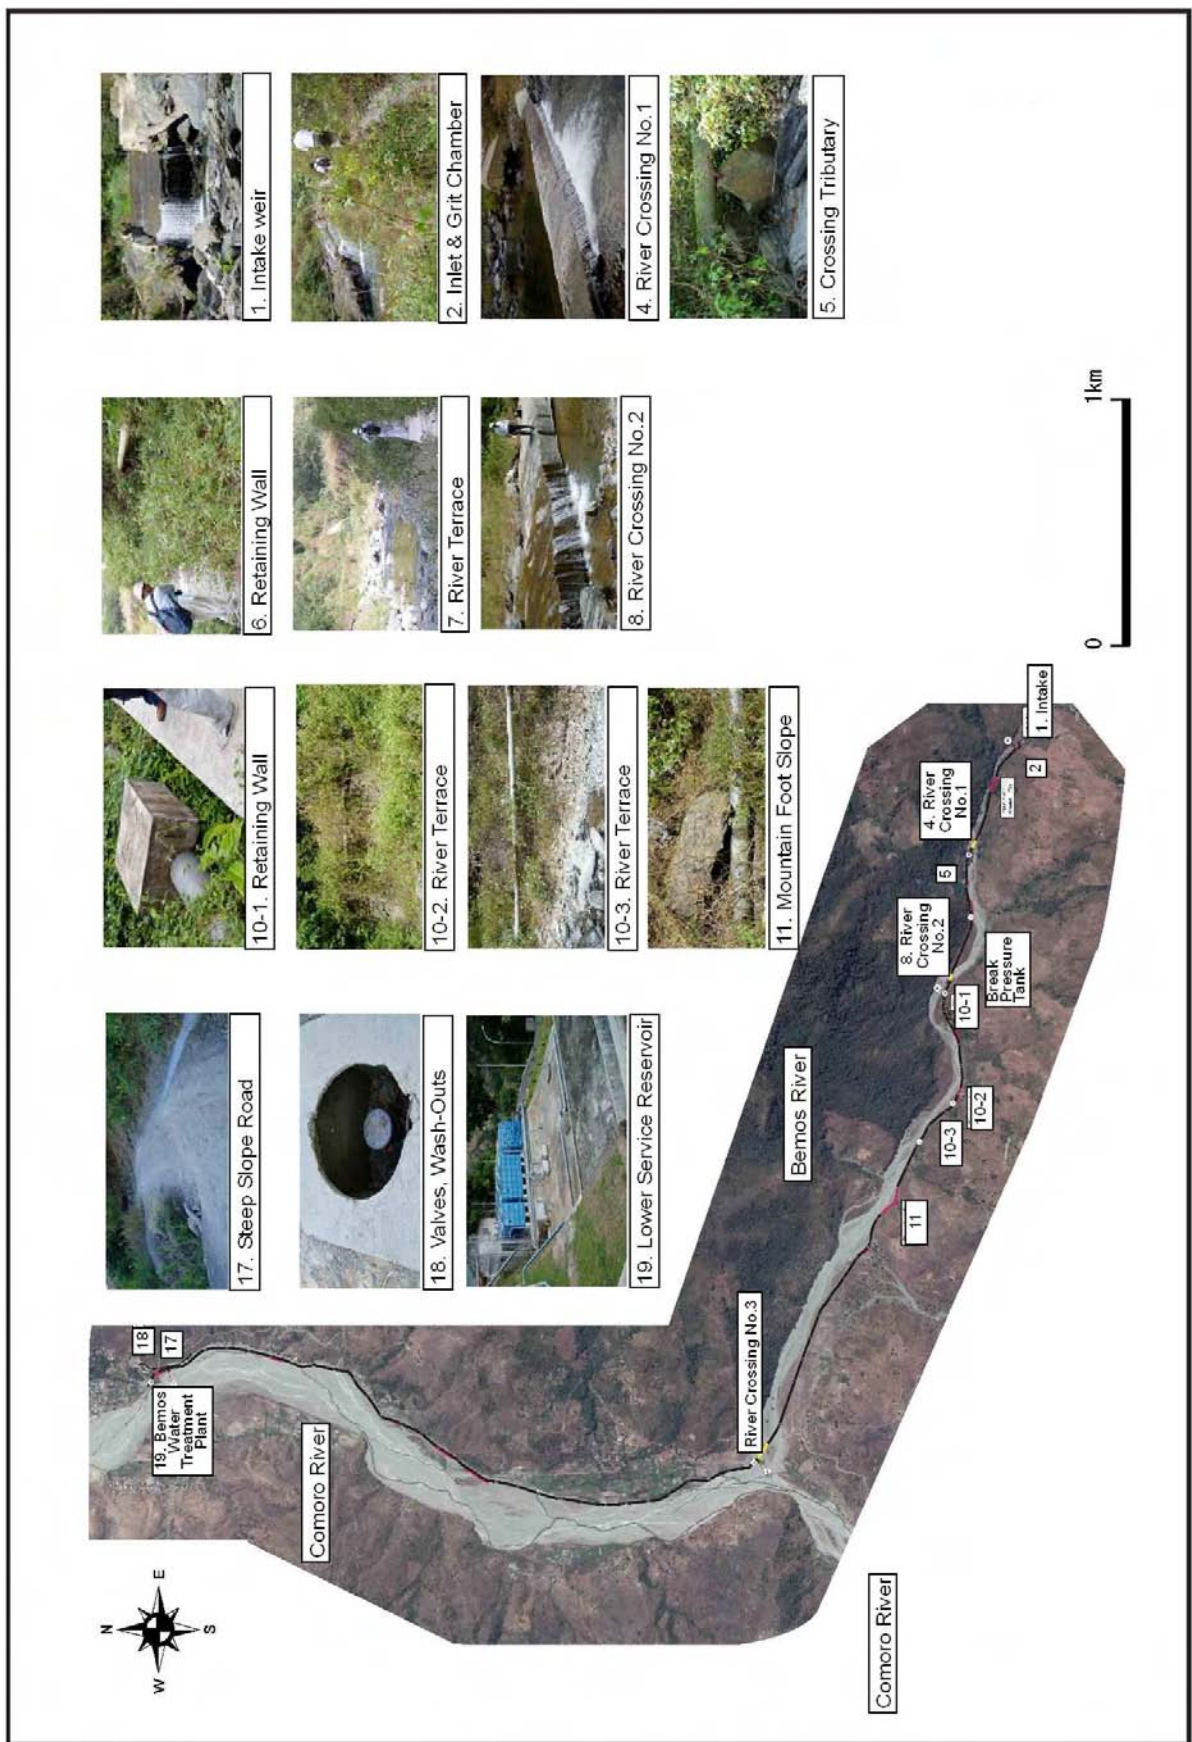 N
E
S
W
19. Bemos
Water
Treatment
Plant
18
17
Comoro River
Comoro River
River Crossing No.3
Bemos River
11
10-3
10-2
10-1
Break
Pressure
Tank
8. River
Crossing
No.2
5
4. River
Crossing
No.1
2
1. Intake
17. Steep Slope Road
18. Valves, Wash-Outs
19. Lower Service Reservoir
10-1. Retaining Wall
10-2. River Terrace
10-3. River Terrace
11. Mountain Foot Slope
6. Retaining Wall
7. River Terrace
8. River Crossing No.2
1. Intake weir
2. Inlet & Grit Chamber
4. River Crossing No.1
5. Crossing Tributary
0
1km